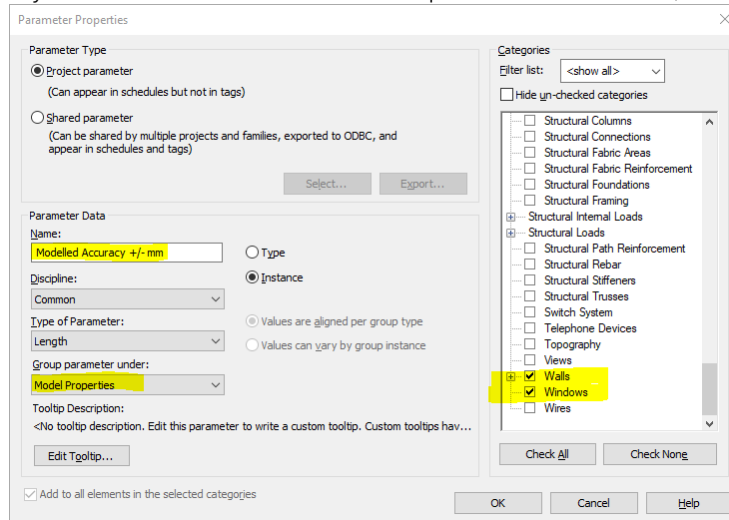 Parameter Properties
Parameter Type
Project parameter
(Can appear in schedules but not in tags)
Shared parameter
(Can be shared by multiple projects and families, exported to ODBC, and
appear in schedules and tags)
Select...
Export...
Parameter Data
Name:
Modelled Accuracy +/- mm
Type
Discipline:
Instance
Common
Type of Parameter:
Values are aligned per group type
Length
Values can vary by group instance
Group parameter under:
Model Properties
Tooltip Description:
<No tooltip description. Edit this parameter to write a custom tooltip. Custom tooltips hav...
Edit Tooltip...
Add to all elements in the selected categories
Categories
Filter list:
<show all>
Hide un-checked categories
Structural Columns
Structural Connections
Structural Fabric Areas
Structural Fabric Reinforcement
Structural Foundations
Structural Framing
Structural Internal Loads
Structural Loads
Structural Path Reinforcement
Structural Rebar
Structural Stiffeners
Structural Trusses
Switch System
Telephone Devices
Topography
Views
Walls
Windows
Wires
Check All
Check None
OK
Cancel
Help